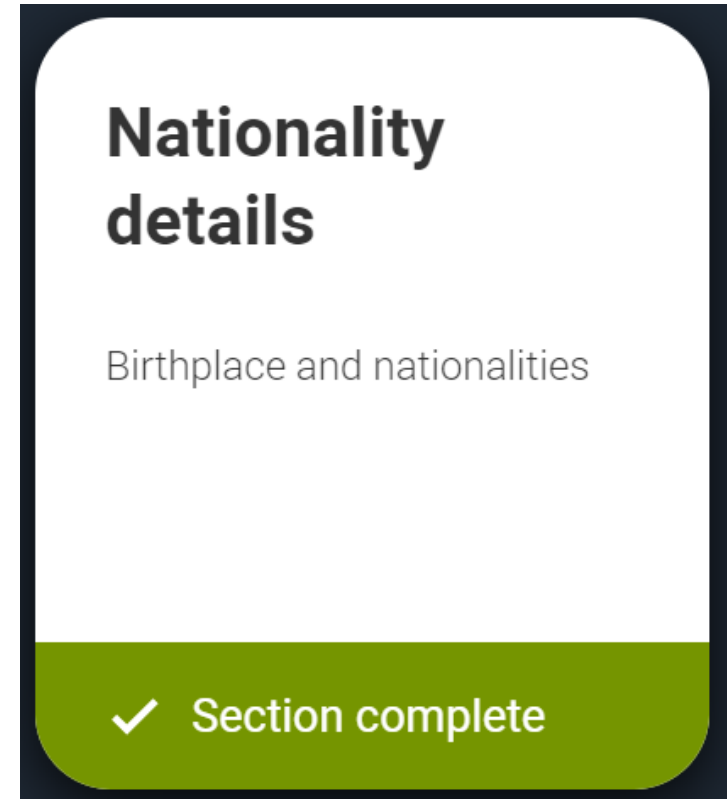 Nationality
details
Birthplace and nationalities
Section complete